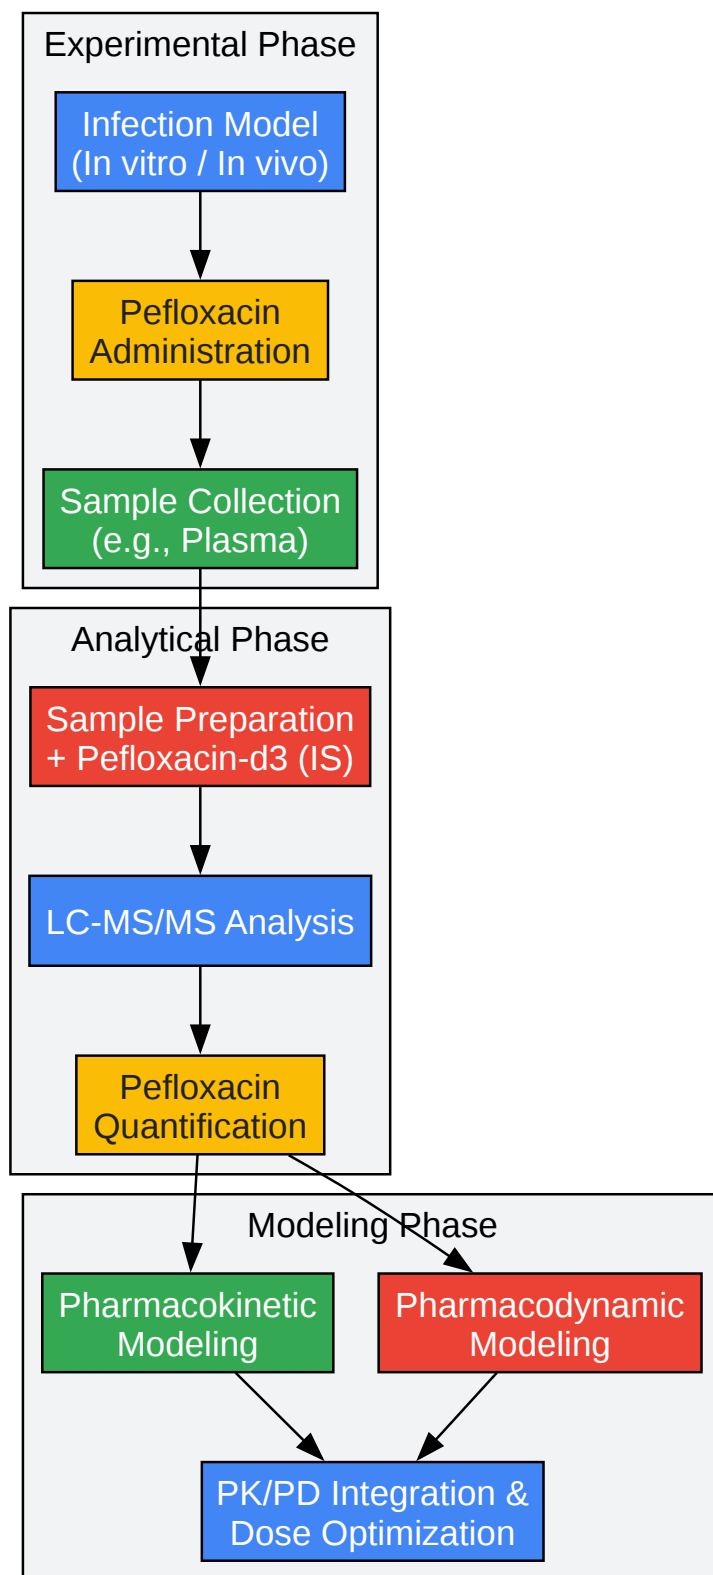 Experimental Phase
Infection Model
(In vitro / In vivo)
Pefloxacin
Administration
Sample Collection
(e.g., Plasma)
Analytical Phase
Sample Preparation
+ Pefloxacin-d3 (IS)
LC-MS/MS Analysis
Pefloxacin
Quantification
Modeling Phase
Pharmacokinetic
Modeling
Pharmacodynamic
Modeling
PK/PD Integration &
Dose Optimization